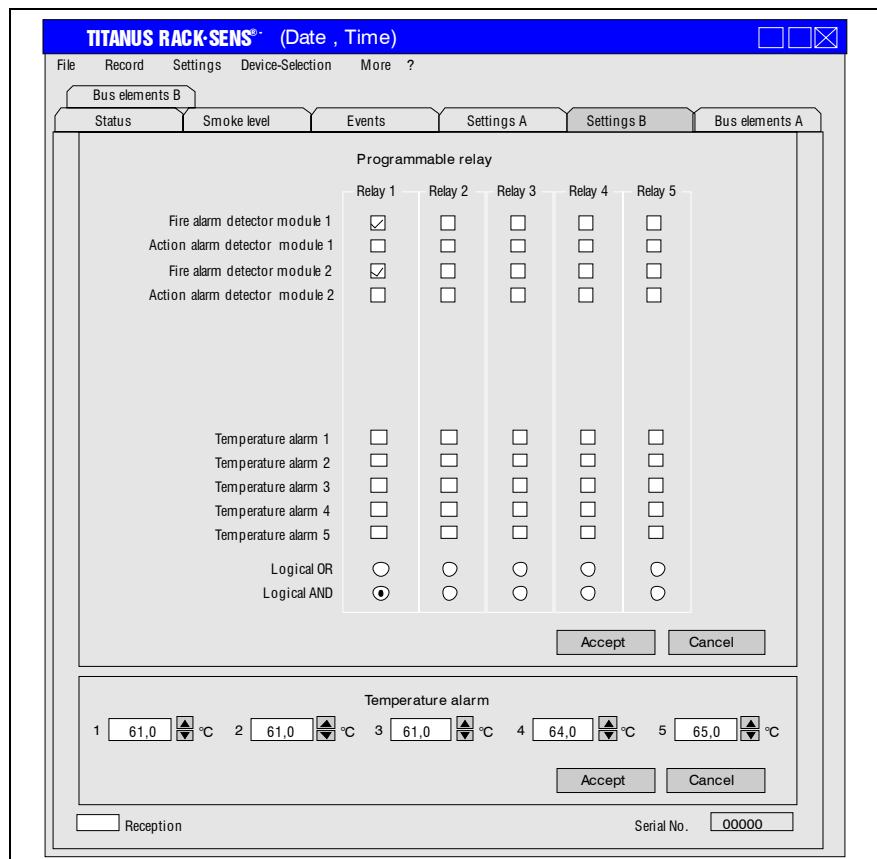 TITANUS RACK·SENS®- (Date , Time)
File Record Settings Device-Selection More ?
Bus elements B
Status Smoke level Events Settings A Settings B Bus elements A
Programmable relay
Relay 1 Relay 2 Relay 3 Relay 4 Relay 5
Fire alarm detector module 1
Action alarm detector module 1
Fire alarm detector module 2
Action alarm detector module 2
Temperature alarm 1
Temperature alarm 2
Temperature alarm 3
Temperature alarm 4
Temperature alarm 5
Logical OR
Logical AND
Accept Cancel
Temperature alarm
1 61,0 °C 2 61,0 °C 3 61,0 °C 4 64,0 °C 5 65,0 °C
Accept Cancel
Reception Serial No. 00000